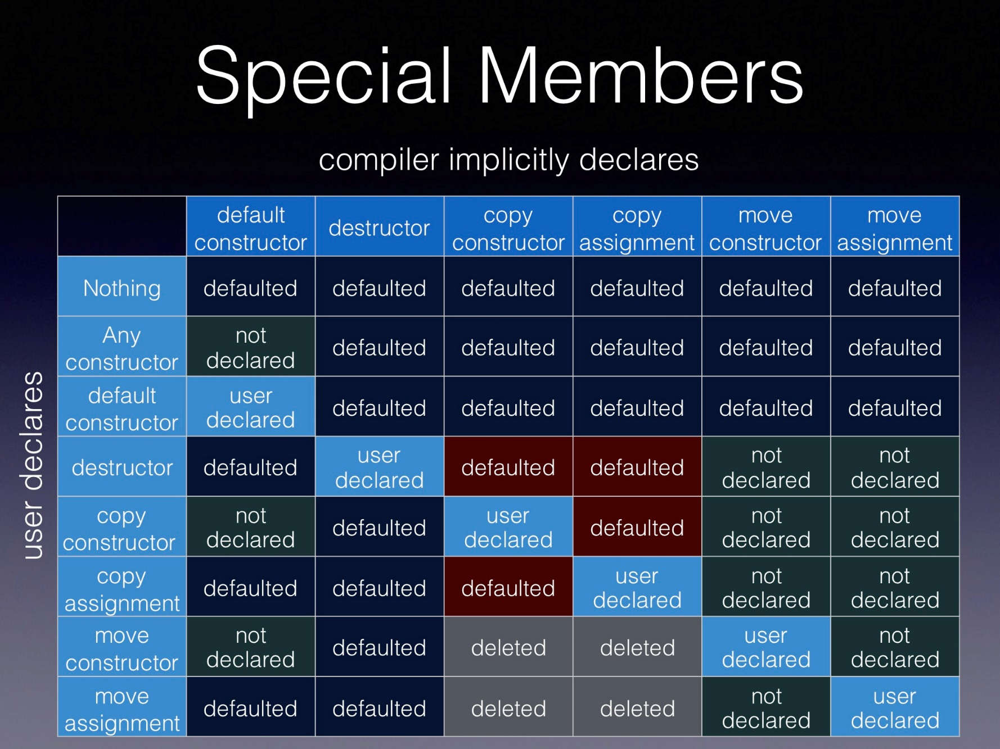 Special Members
compiler implicitly declares
user declares
default
constructor
destructor
copy
constructor
copy
assignment
move
constructor
move
assignment
Nothing
defaulted
defaulted
defaulted
defaulted
defaulted
defaulted
Any
constructor
not
declared
defaulted
defaulted
defaulted
defaulted
defaulted
default
constructor
user
declared
defaulted
defaulted
defaulted
defaulted
defaulted
destructor
defaulted
user
declared
defaulted
defaulted
not
declared
not
declared
copy
constructor
not
declared
defaulted
user
declared
defaulted
not
declared
not
declared
copy
assignment
defaulted
defaulted
defaulted
user
declared
not
declared
not
declared
move
constructor
not
declared
defaulted
deleted
deleted
user
declared
not
declared
move
assignment
defaulted
defaulted
deleted
deleted
not
declared
user
declared